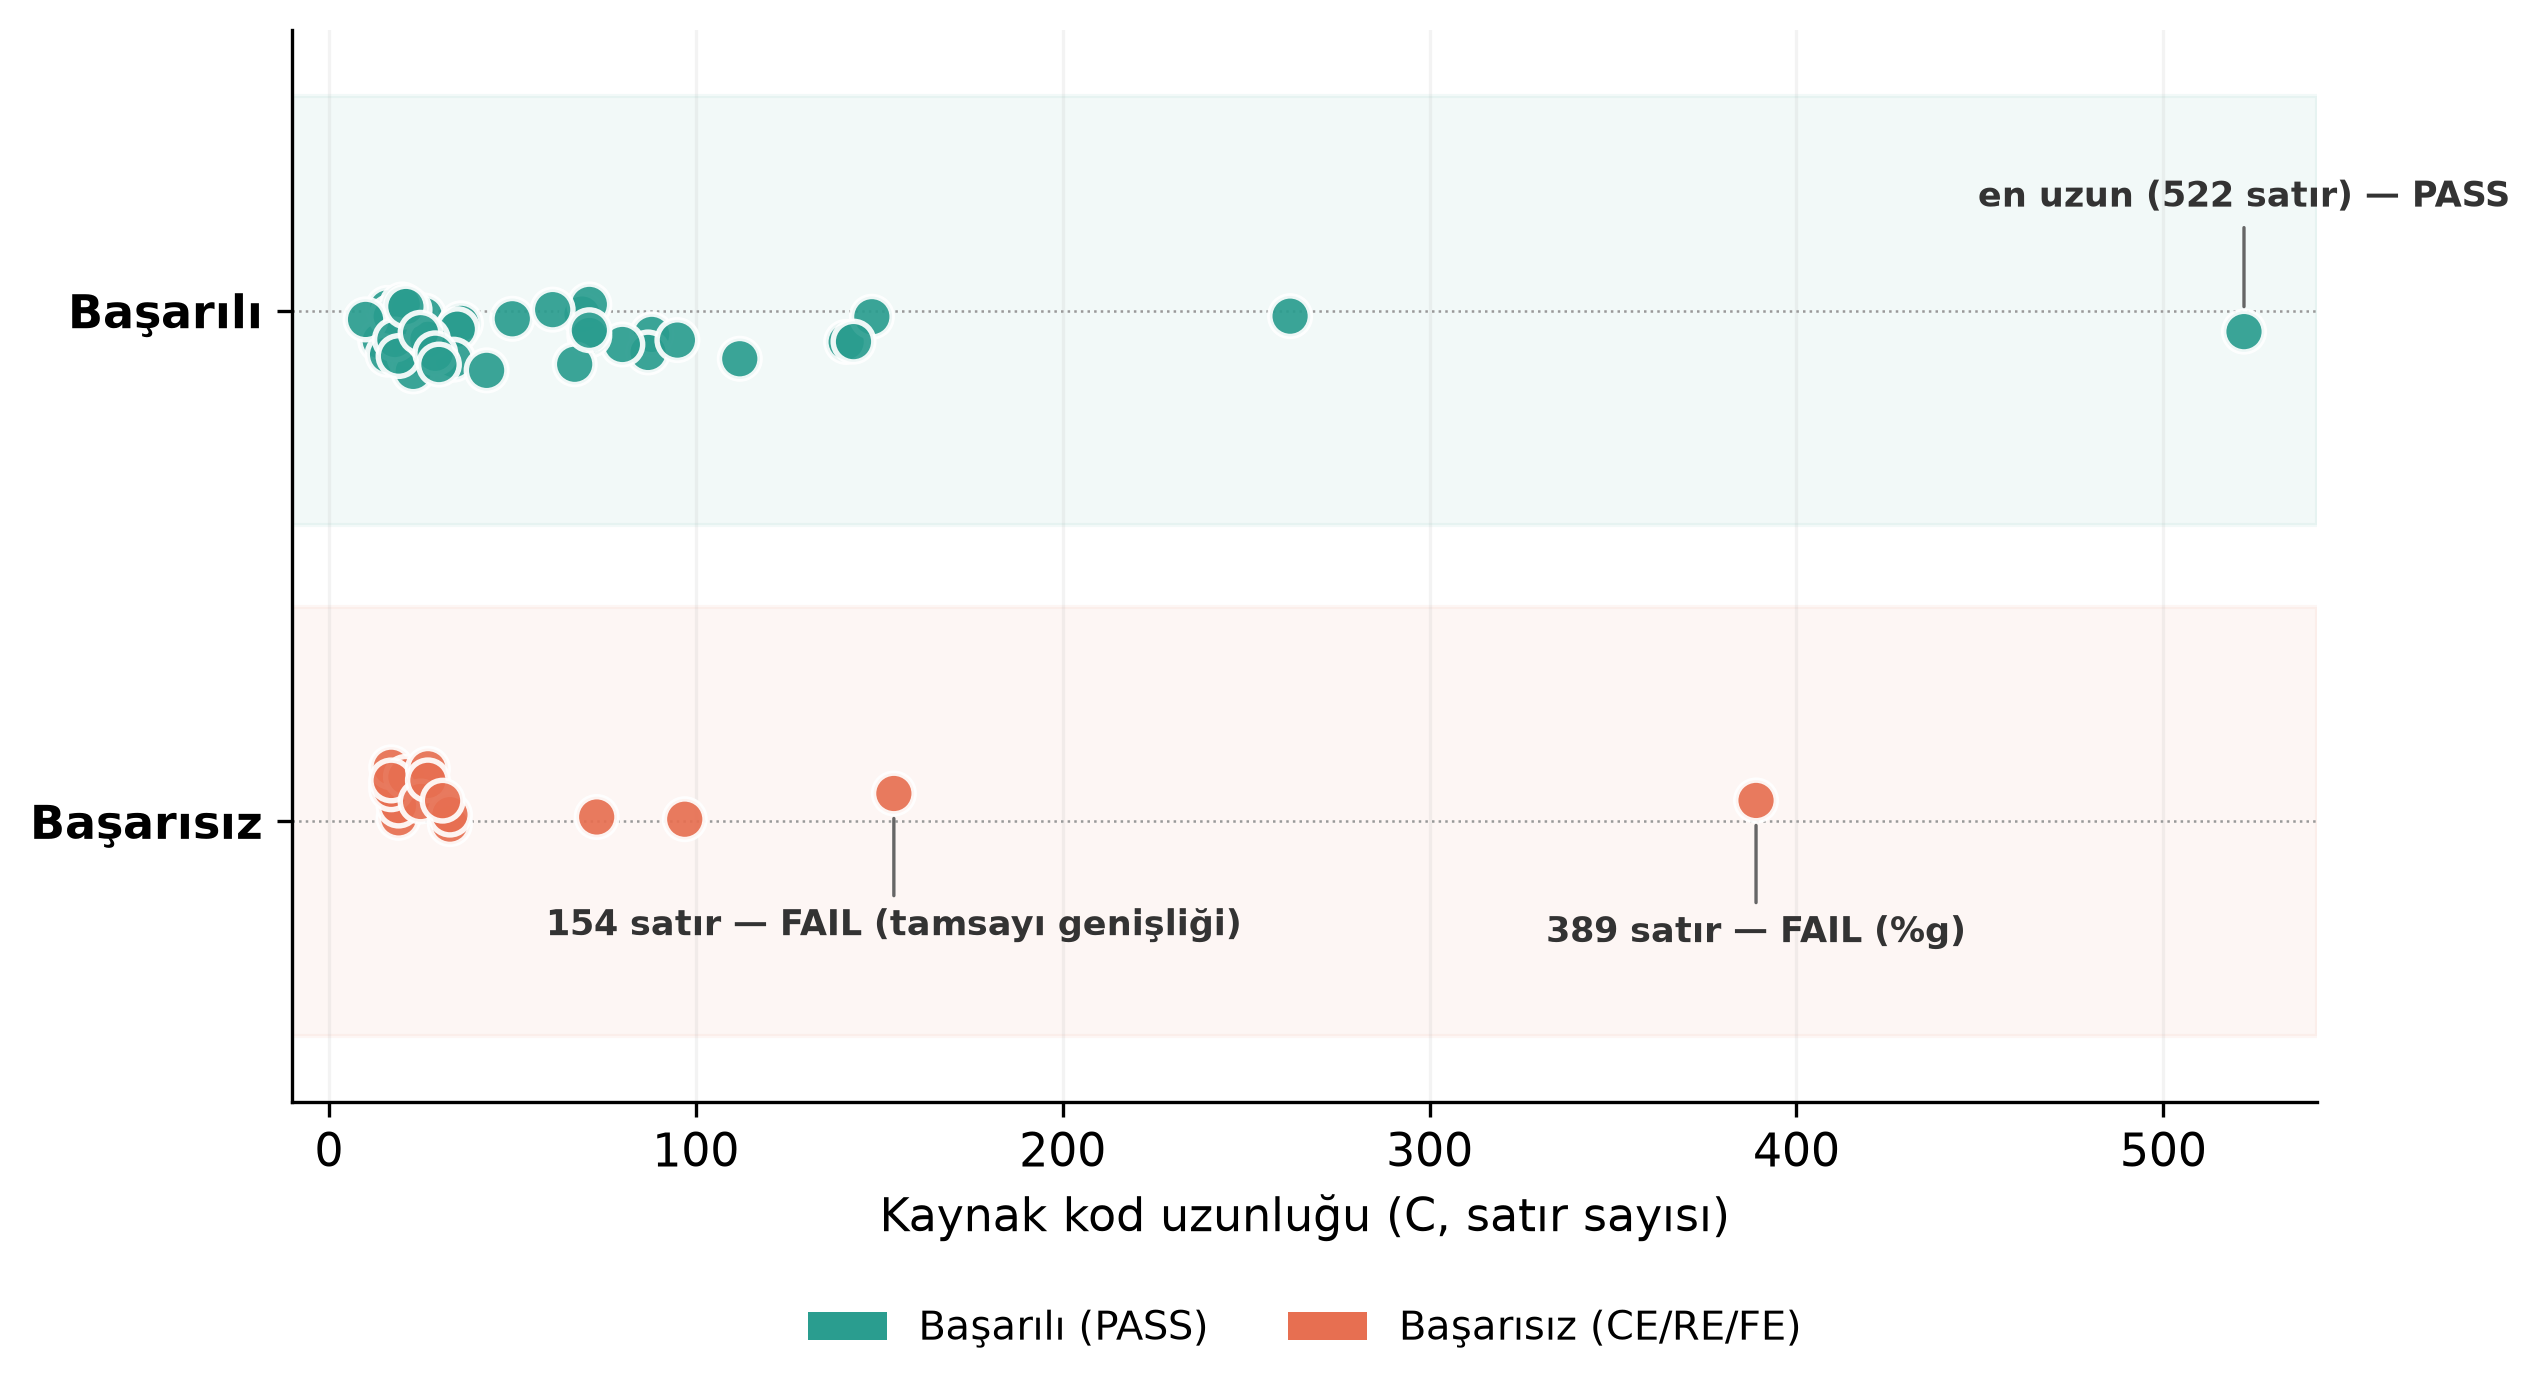 en uzun (522 satır) — PASS
Başarılı
Başarısız
154 satır — FAIL (tamsayı genişliği)
389 satır — FAIL (%g)
0 100 200 300 400 500
Kaynak kod uzunluğu (C, satır sayısı)
Başarılı (PASS) Başarısız (CE/RE/FE)